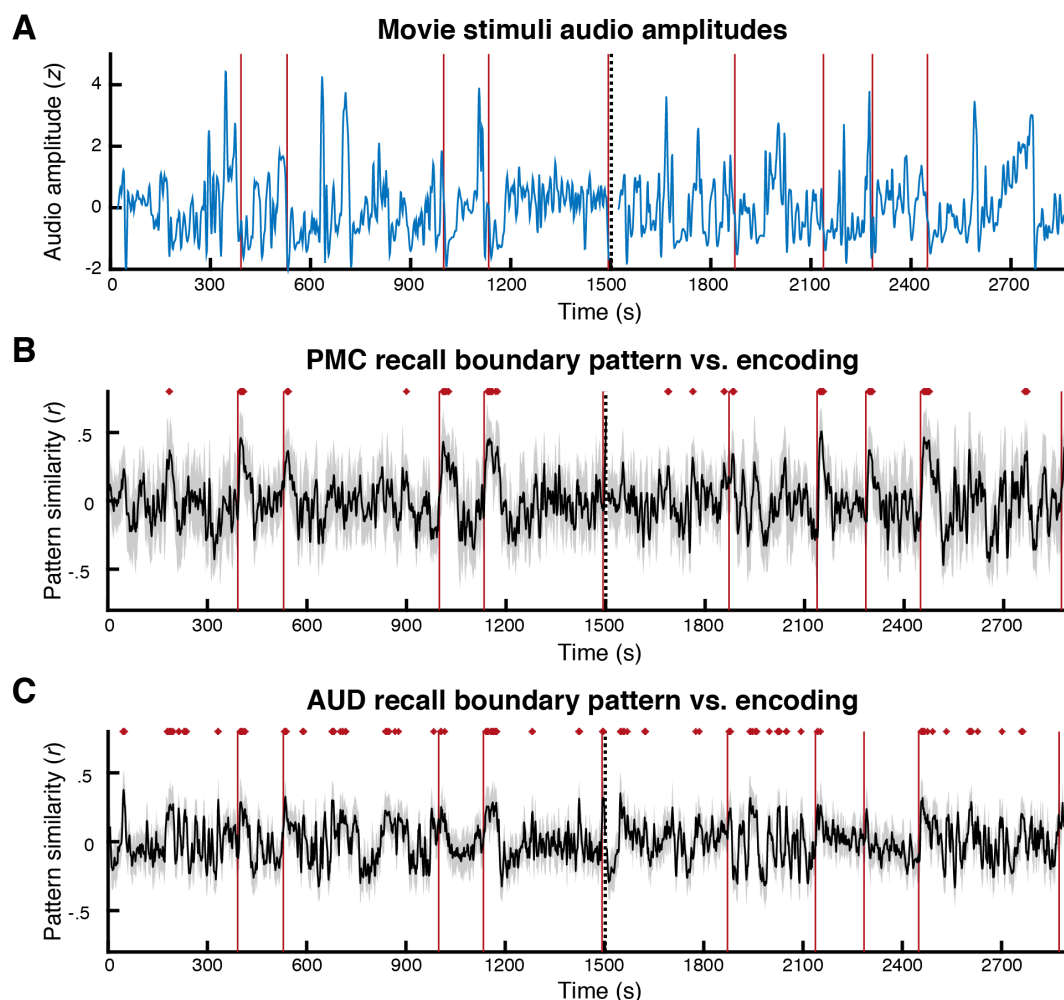 A
Movie stimuli audio amplitudes
Audio amplitude (z)
4
2
0
-2
0 300 600 900 1200 1500 1800 2100 2400 2700
Time (s)
B
PMC recall boundary pattern vs. encoding
Pattern similarity (r)
.5
0
-.5
0 300 600 900 1200 1500 1800 2100 2400 2700
Time (s)
C
AUD recall boundary pattern vs. encoding
Pattern similarity (r)
.5
0
-.5
0 300 600 900 1200 1500 1800 2100 2400 2700
Time (s)